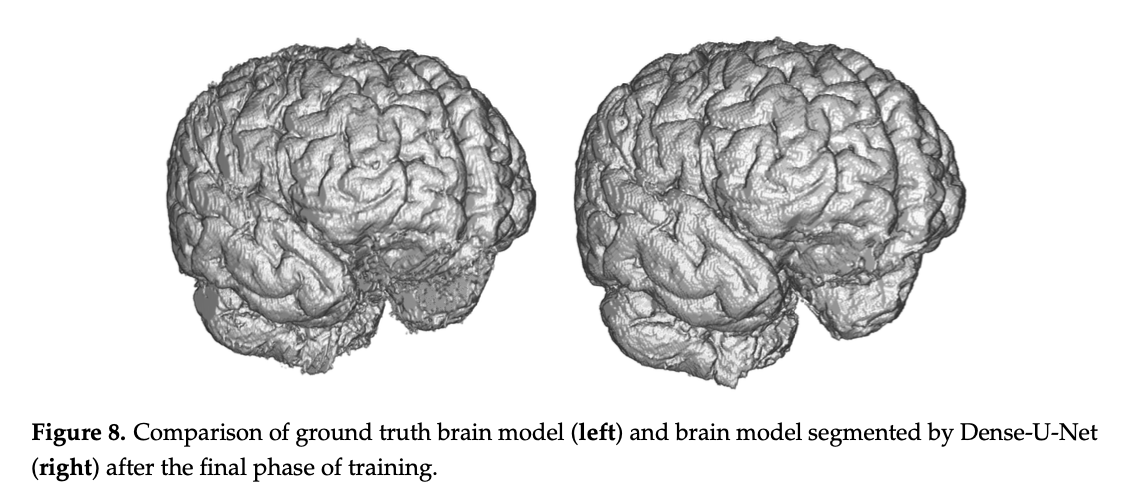 Figure 8. Comparison of ground truth brain model (left) and brain model segmented by Dense-U-Net
(right) after the final phase of training.